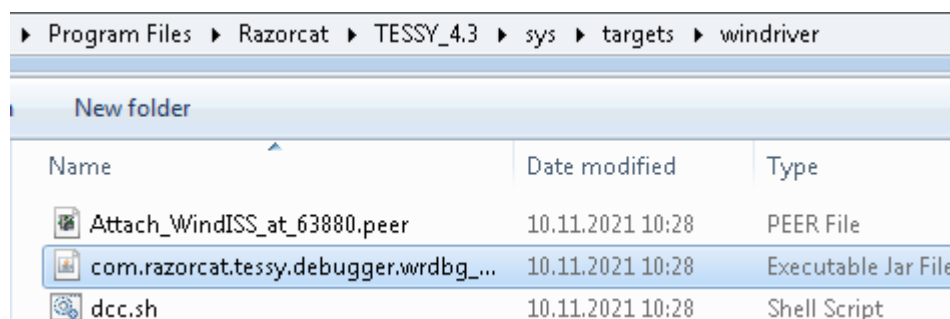 Program Files Razorcat TESSY_4.3 sys targets windriver
New folder
Name Date modified Type
Attach_WindISS_at_63880.peer 10.11.2021 10:28 PEER File
com.razorcat.tessy.debugger.wrdbg_... 10.11.2021 10:28 Executable Jar File
dcc.sh 10.11.2021 10:28 Shell Script